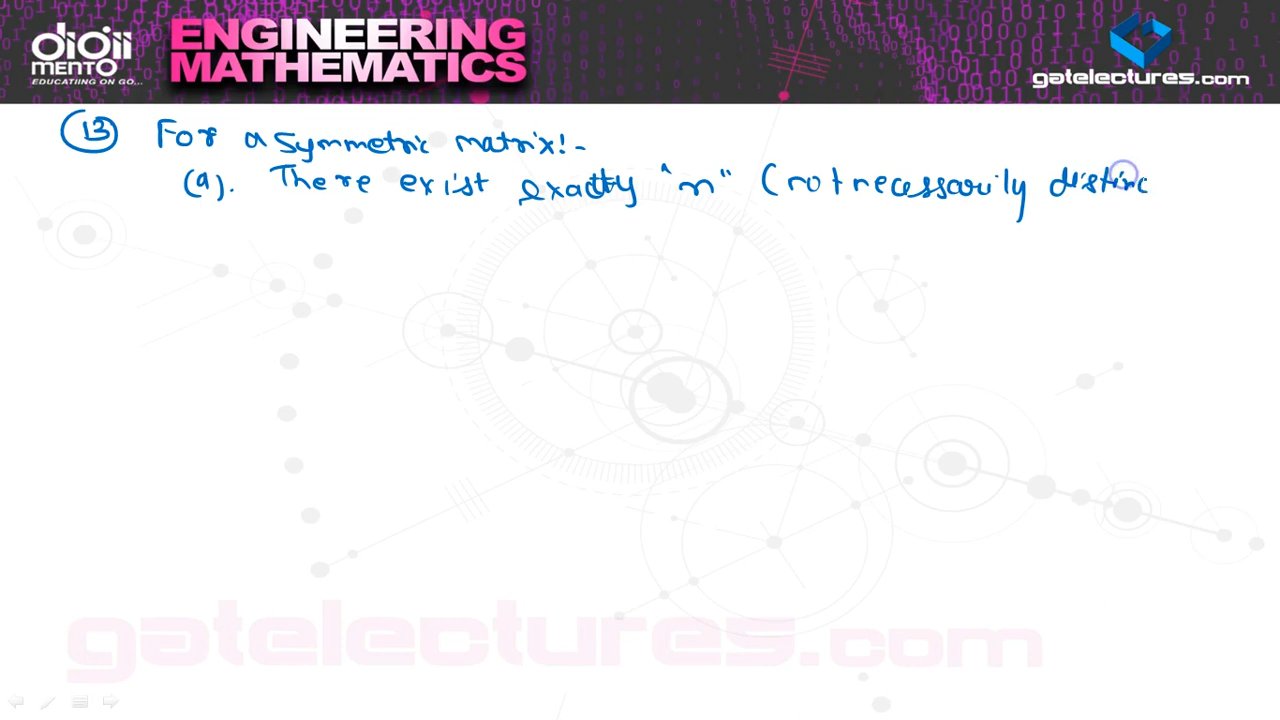 digii
MENTO
EDUCATIING ON GO...
ENGINEERING
MATHEMATICS
gatelectures.com
13 For a symmetric matrix:-
(a). There exist exactly "n" (not necessarily distinc
gatelectures.com